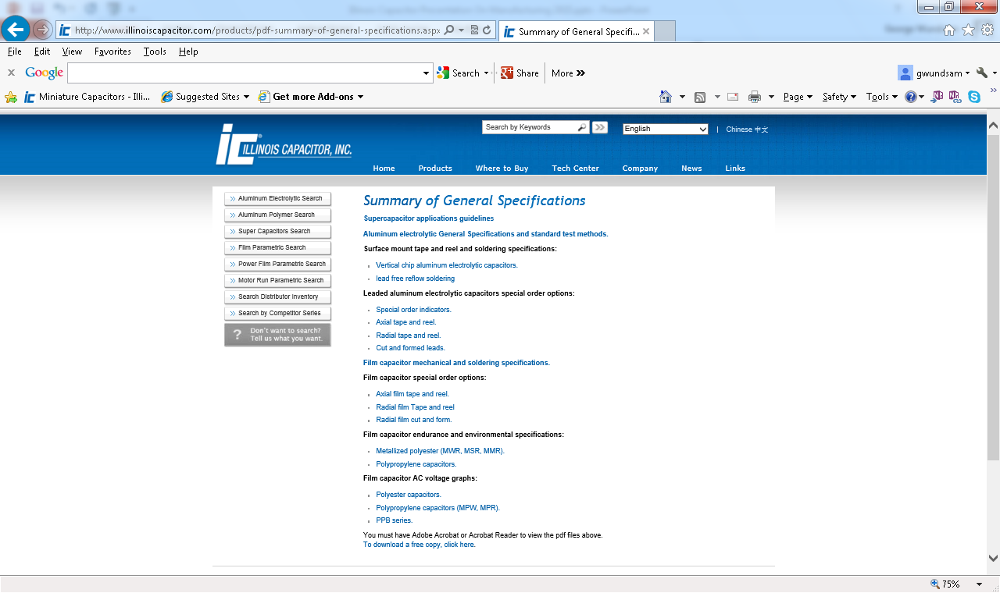 http://www.illinoiscapacitor.com/products/pdf-summary-of-general-specifications.aspx
Summary of General Specifi...
File Edit View Favorites Tools Help
x Google Search Share More »
gwundsam
ic Miniature Capacitors - Illi... Suggested Sites Get more Add-ons
Page Safety Tools
iC® ILLINOIS CAPACITOR, INC.
Search by Keywords
English | Chinese 中文
Home Products Where to Buy Tech Center Company News Links
Aluminum Electrolytic Search
Aluminum Polymer Search
Super Capacitors Search
Film Parametric Search
Power Film Parametric Search
Motor Run Parametric Search
Search Distributor Inventory
Search by Competitor Series
? Don't want to search?
Tell us what you want.
Summary of General Specifications
Supercapacitor applications guidelines
Aluminum electrolytic General Specifications and standard test methods.
Surface mount tape and reel and soldering specifications:
Vertical chip aluminum electrolytic capacitors.
lead free reflow soldering
Leaded aluminum electrolytic capacitors special order options:
Special order indicators.
Axial tape and reel.
Radial tape and reel.
Cut and formed leads.
Film capacitor mechanical and soldering specifications.
Film capacitor special order options:
Axial film tape and reel.
Radial film Tape and reel
Radial film cut and form.
Film capacitor endurance and environmental specifications:
Metallized polyester (MWR, MSR, MMR).
Polypropylene capacitors.
Film capacitor AC voltage graphs:
Polyester capacitors.
Polypropylene capacitors (MPW, MPR).
PPB series.
You must have Adobe Acrobat or Acrobat Reader to view the pdf files above.
To download a free copy, click here.
75%